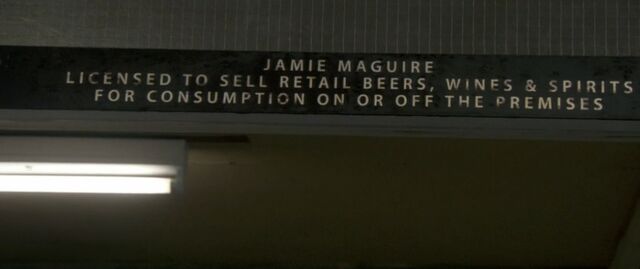 JAMIE MAGUIRE
LICENSED TO SELL RETAIL BEERS, WINES & SPIRITS
FOR CONSUMPTION ON OR OFF THE PREMISES